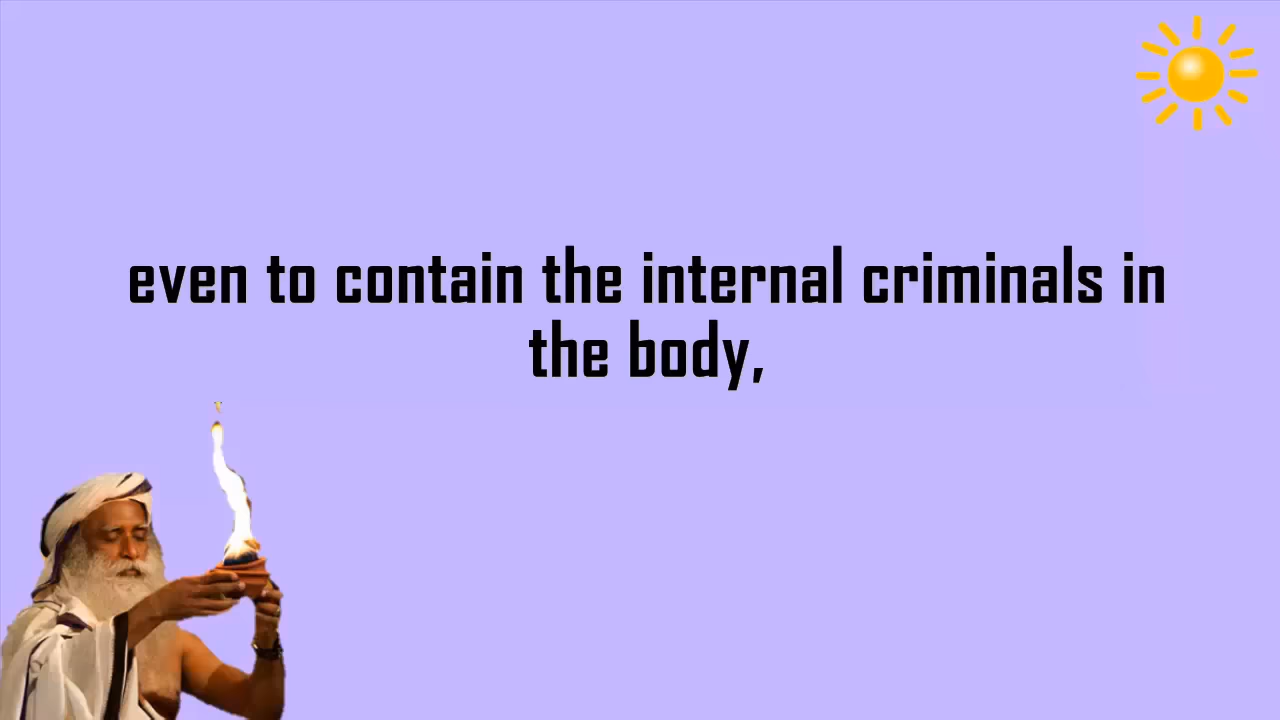 even to contain the internal criminals in
the body,